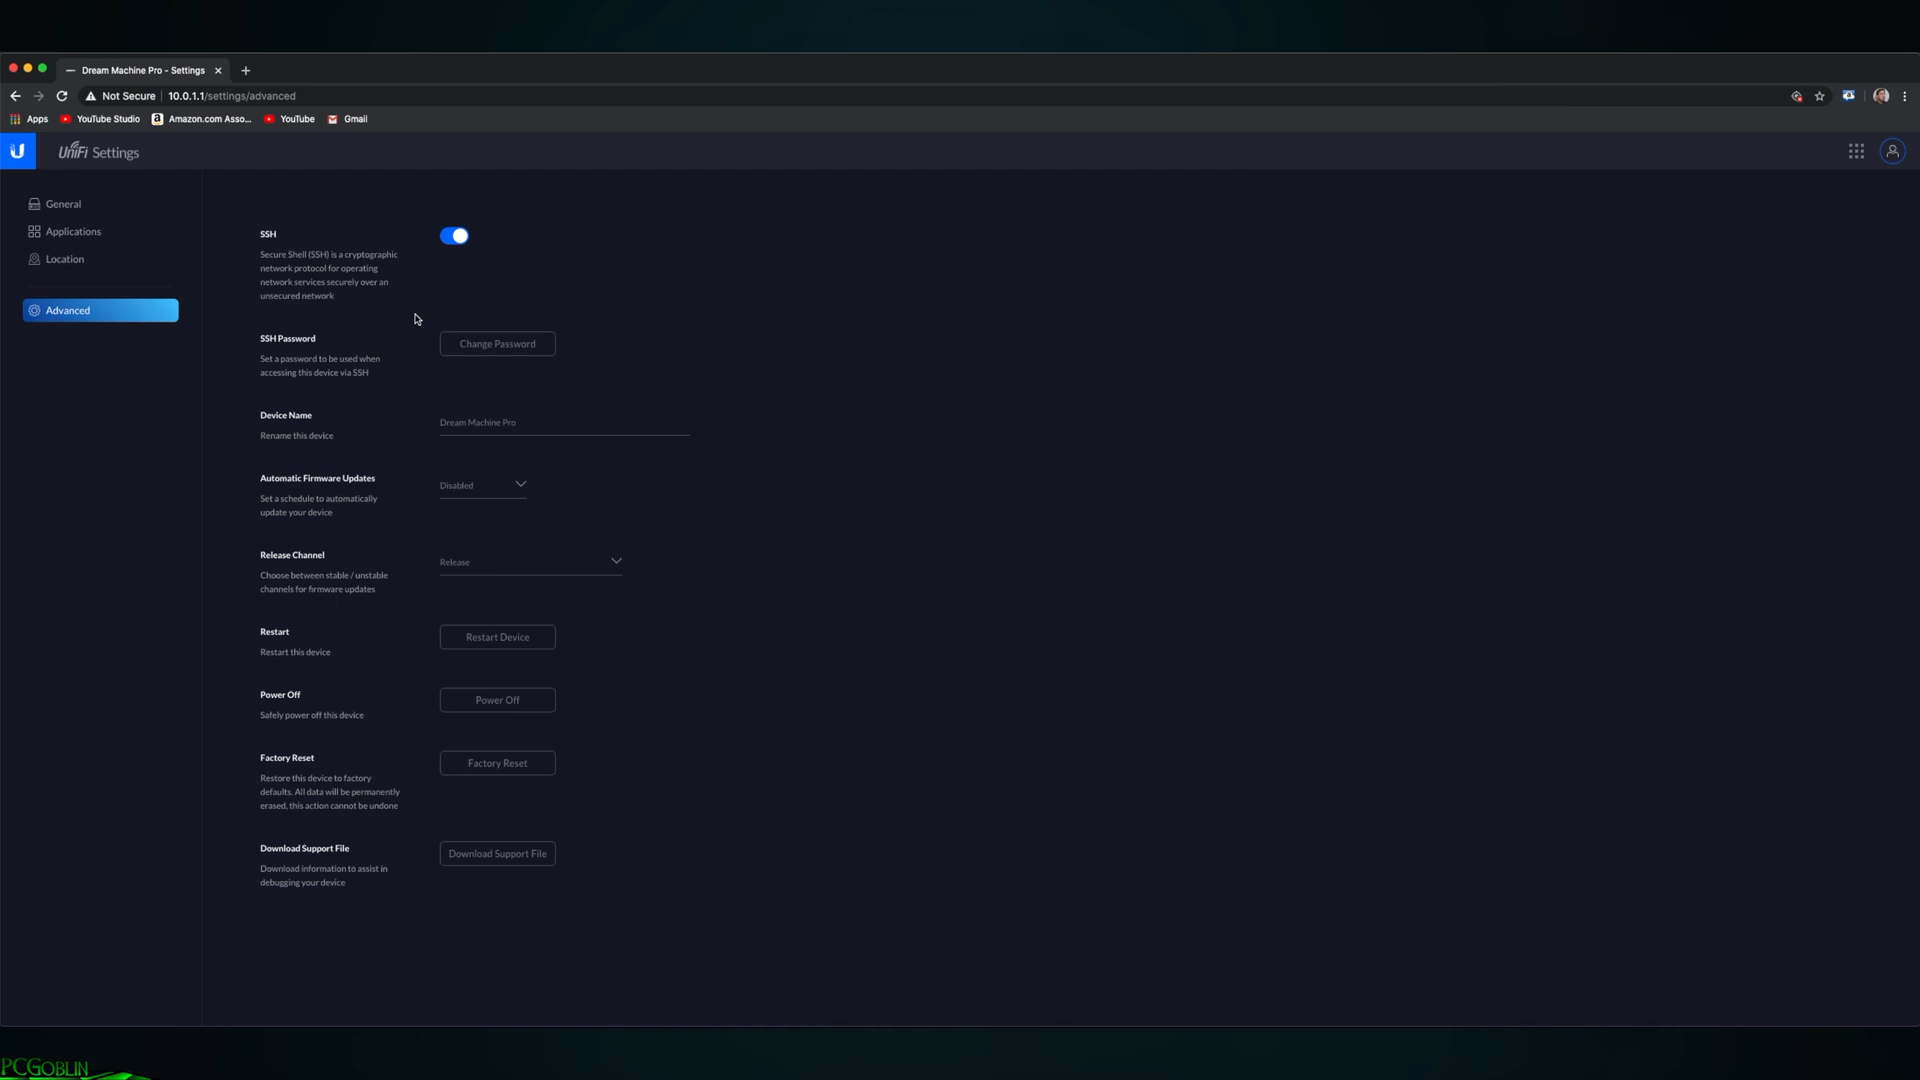 Dream Machine Pro - Settings
Not Secure 10.0.1.1/settings/advanced
Apps YouTube Studio Amazon.com Asso... YouTube Gmail
UniFi Settings
General
Applications
Location
Advanced
SSH
Secure Shell (SSH) is a cryptographic
network protocol for operating
network services securely over an
unsecured network
SSH Password
Change Password
Set a password to be used when
accessing this device via SSH
Device Name
Dream Machine Pro
Rename this device
Automatic Firmware Updates
Disabled
Set a schedule to automatically
update your device
Release Channel
Release
Choose between stable / unstable
channels for firmware updates
Restart
Restart Device
Restart this device
Power Off
Power Off
Safely power off this device
Factory Reset
Factory Reset
Restore this device to factory
defaults. All data will be permanently
erased, this action cannot be undone
Download Support File
Download Support File
Download information to assist in
debugging your device
PCGOBLIN